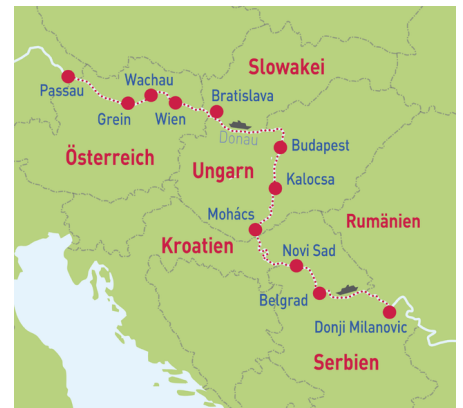 Slowakei
Passau
Wachau
Bratislava
Grein
Wien
Donau
Österreich
Ungarn
Budapest
Kalocsa
Mohács
Rumänien
Kroatien
Novi Sad
Belgrad
Donji Milanovic
Serbien